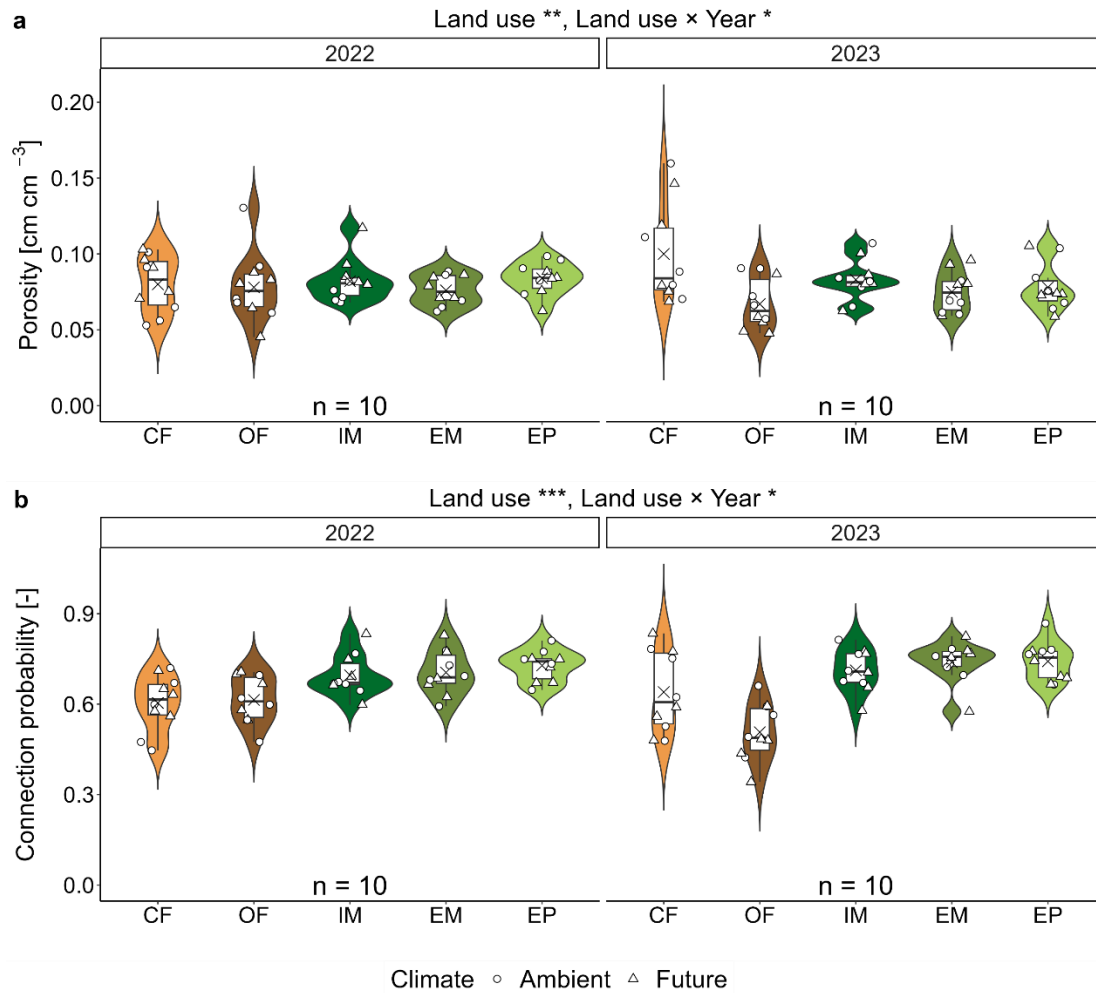 a
Land use **, Land use × Year *
2022
2023
Porosity [cm cm⁻³]
0.20
0.15
0.10
0.05
0.00
n = 10
n = 10
CF OF IM EM EP CF OF IM EM EP
b
Land use ***, Land use × Year *
2022
2023
Connection probability [-]
0.9
0.6
0.3
0.0
n = 10
n = 10
CF OF IM EM EP CF OF IM EM EP
Climate ○ Ambient △ Future